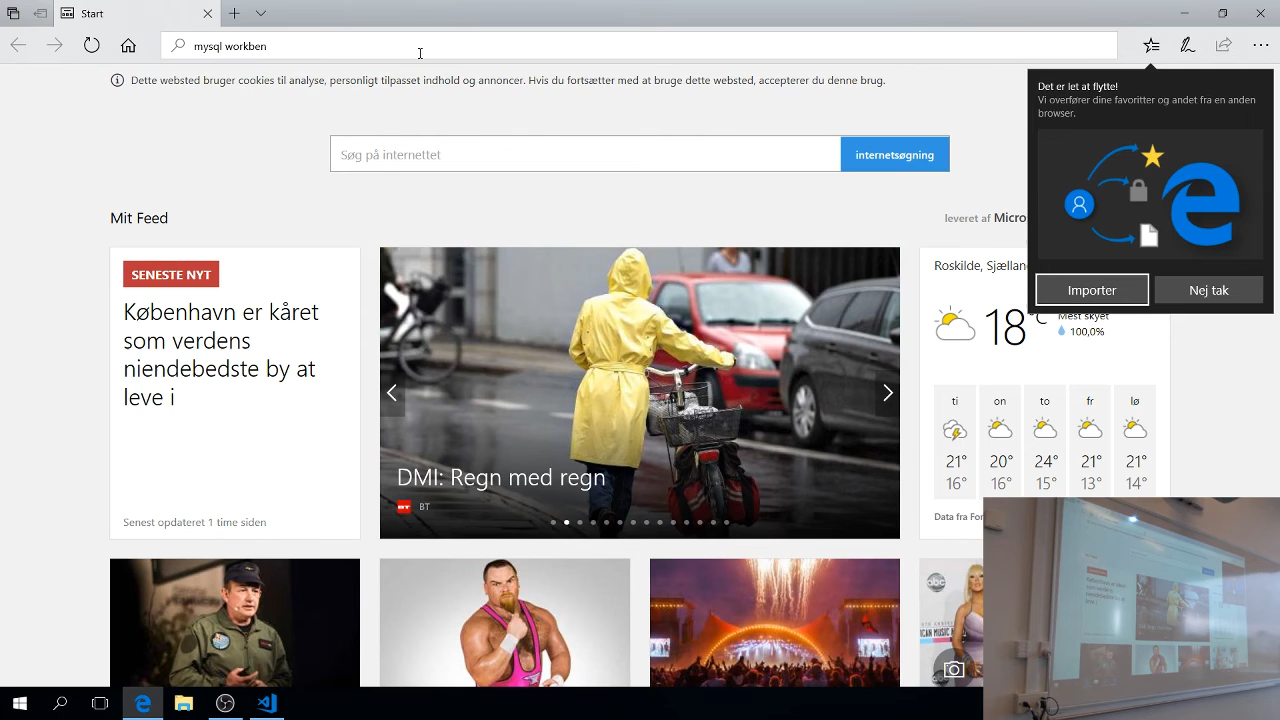 Start
mysql workben
Dette websted bruger cookies til analyse, personligt tilpasset indhold og annoncer. Hvis du fortsætter med at bruge dette websted, accepterer du denne brug.
Det er let at flytte!
Vi overfører dine favoritter og andet fra en anden
browser.
Importer
Nej tak
Søg på internettet
internetsøgning
Mit Feed
leveret af Micro
SENESTE NYT
København er kåret
som verdens
niendebedste by at
leve i
Senest opdateret 1 time siden
DMI: Regn med regn
BT
BT
Roskilde, Sjælland
18°C
Mest skyet
100,0%
ti on to fr lø
21° 20° 24° 21° 21°
16° 16° 15° 13° 14°
Data fra For
abc